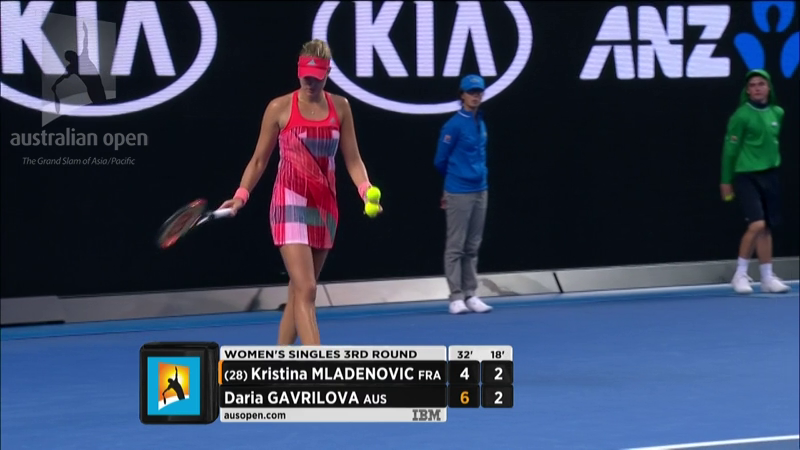 KIA
KIA
ANZ
australian open
The Grand Slam of Asia/Pacific
WOMEN'S SINGLES 3RD ROUND 32' 18'
(28) Kristina MLADENOVIC FRA 4 2
Daria GAVRILOVA AUS 6 2
ausopen.com IBM